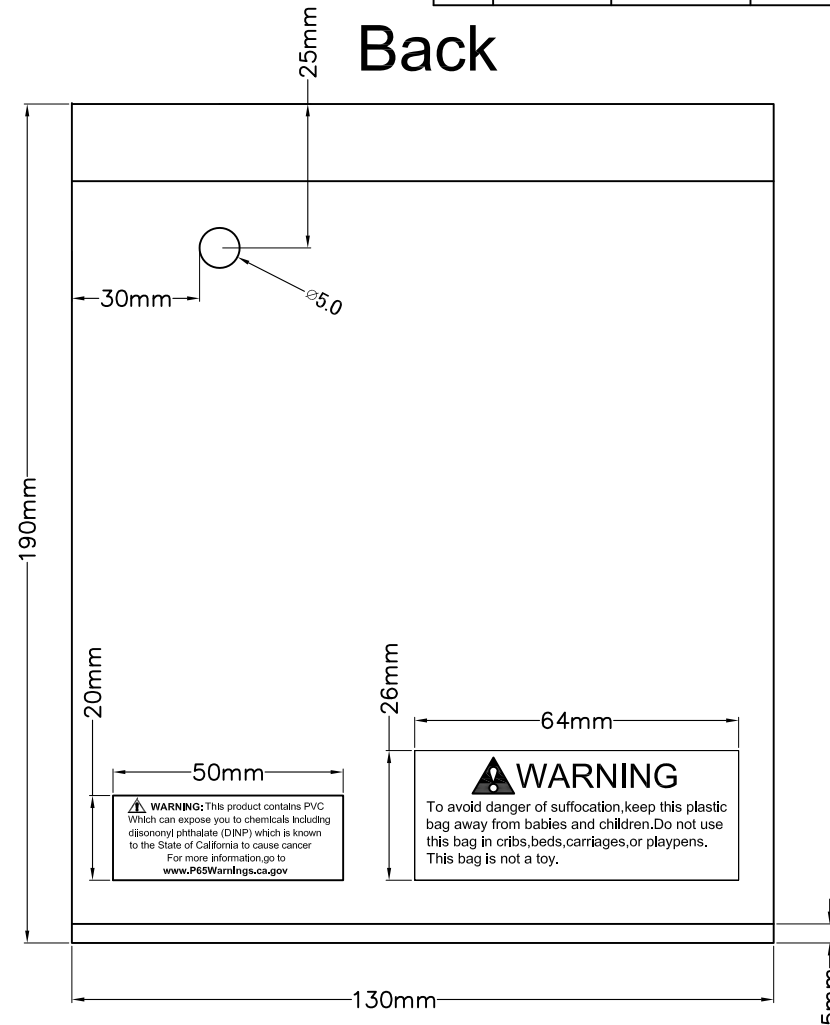 Back
25mm
30mm
⌀5.0
190mm
20mm
26mm
64mm
50mm
WARNING
WARNING: This product contains PVC
Which can expose you to chemicals including
diisononyl phthalate (DINP) which is known
to the State of California to cause cancer
For more information,go to
www.P65Warnings.ca.gov
To avoid danger of suffocation,keep this plastic
bag away from babies and children.Do not use
this bag in cribs,beds,carriages,or playpens.
This bag is not a toy.
130mm
5mm